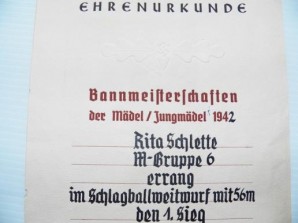 EHRENURKUNDE
Bannmeisterschaften
der Mädel/Jungmädel 1942
Rita Schlette
M-Gruppe 6
errang
im Schlagballweitwurf mit 56m
den 1. Sieg